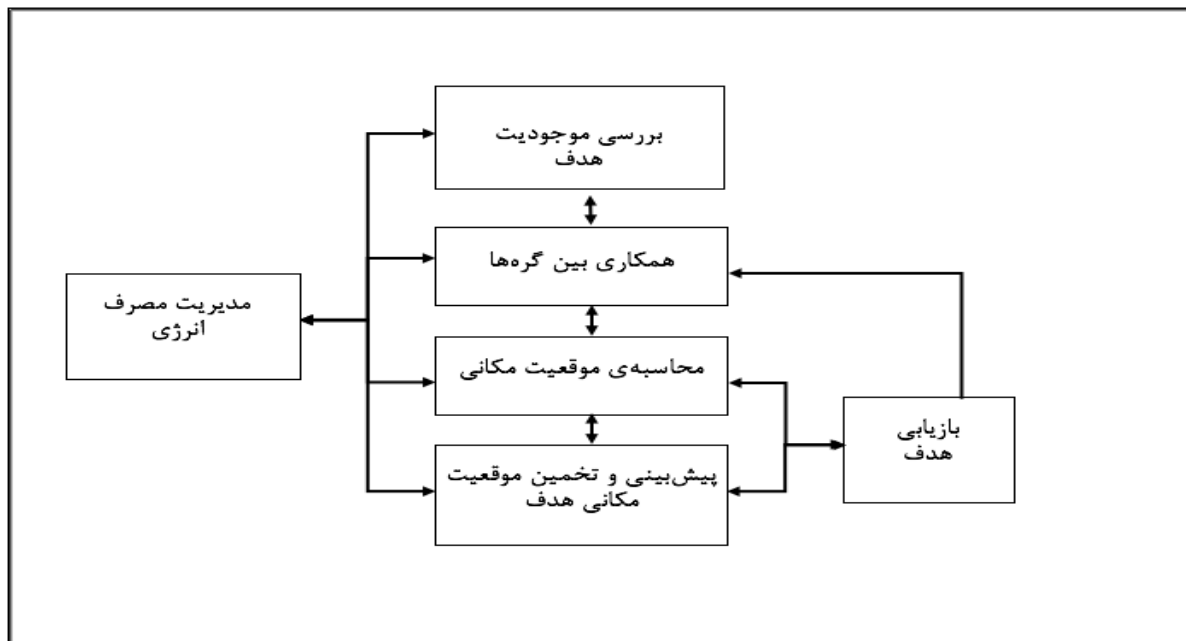 بررسی موجودیت
هدف
همکاری بین گره‌ها
مدیریت مصرف
انرژی
محاسبه‌ی موقعیت مکانی
بازیابی
هدف
پیش‌بینی و تخمین موقعیت
مکانی هدف